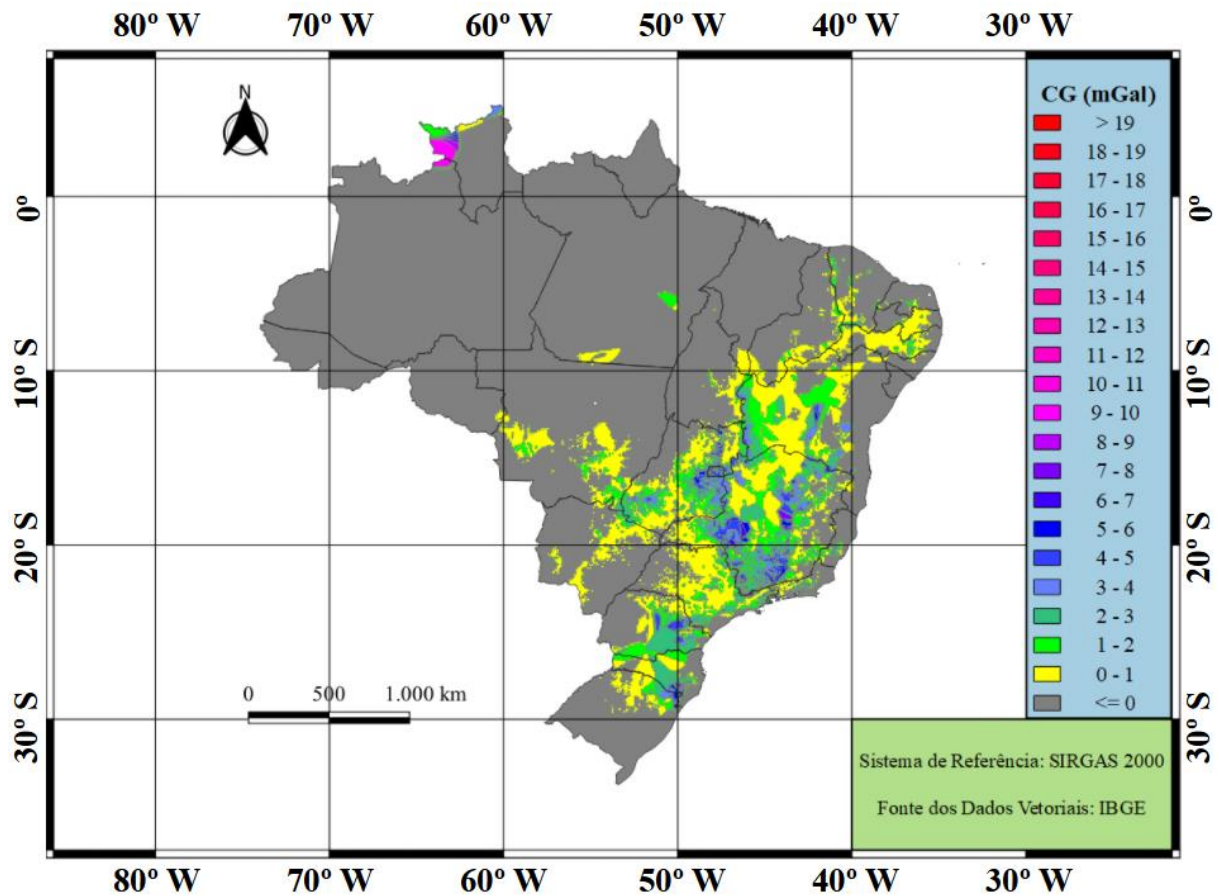 80º W 70º W 60º W 50º W 40º W 30º W
N
CG (mGal)
> 19
18 - 19
17 - 18
16 - 17
15 - 16
14 - 15
13 - 14
12 - 13
11 - 12
10 - 11
9 - 10
8 - 9
7 - 8
6 - 7
5 - 6
4 - 5
3 - 4
2 - 3
1 - 2
0 - 1
<= 0
0º
10º S
20º S
30º S
0º
10º S
20º S
30º S
0 500 1.000 km
Sistema de Referência: SIRGAS 2000
Fonte dos Dados Vetoriais: IBGE
80º W 70º W 60º W 50º W 40º W 30º W